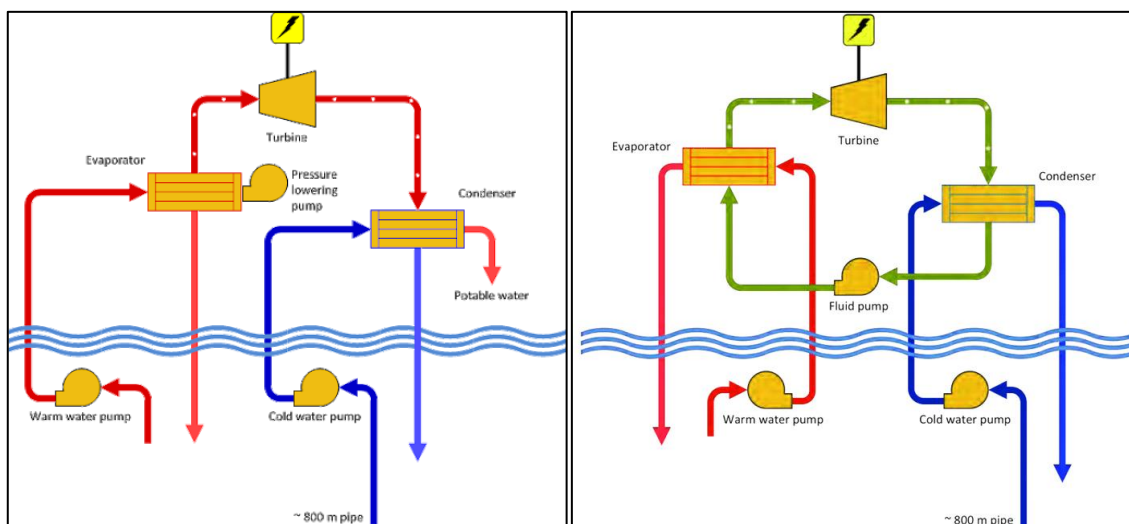 Turbine
Evaporator
Pressure
lowering
pump
Condenser
Potable water
Warm water pump
Cold water pump
~ 800 m pipe
Turbine
Evaporator
Condenser
Fluid pump
Warm water pump
Cold water pump
~ 800 m pipe